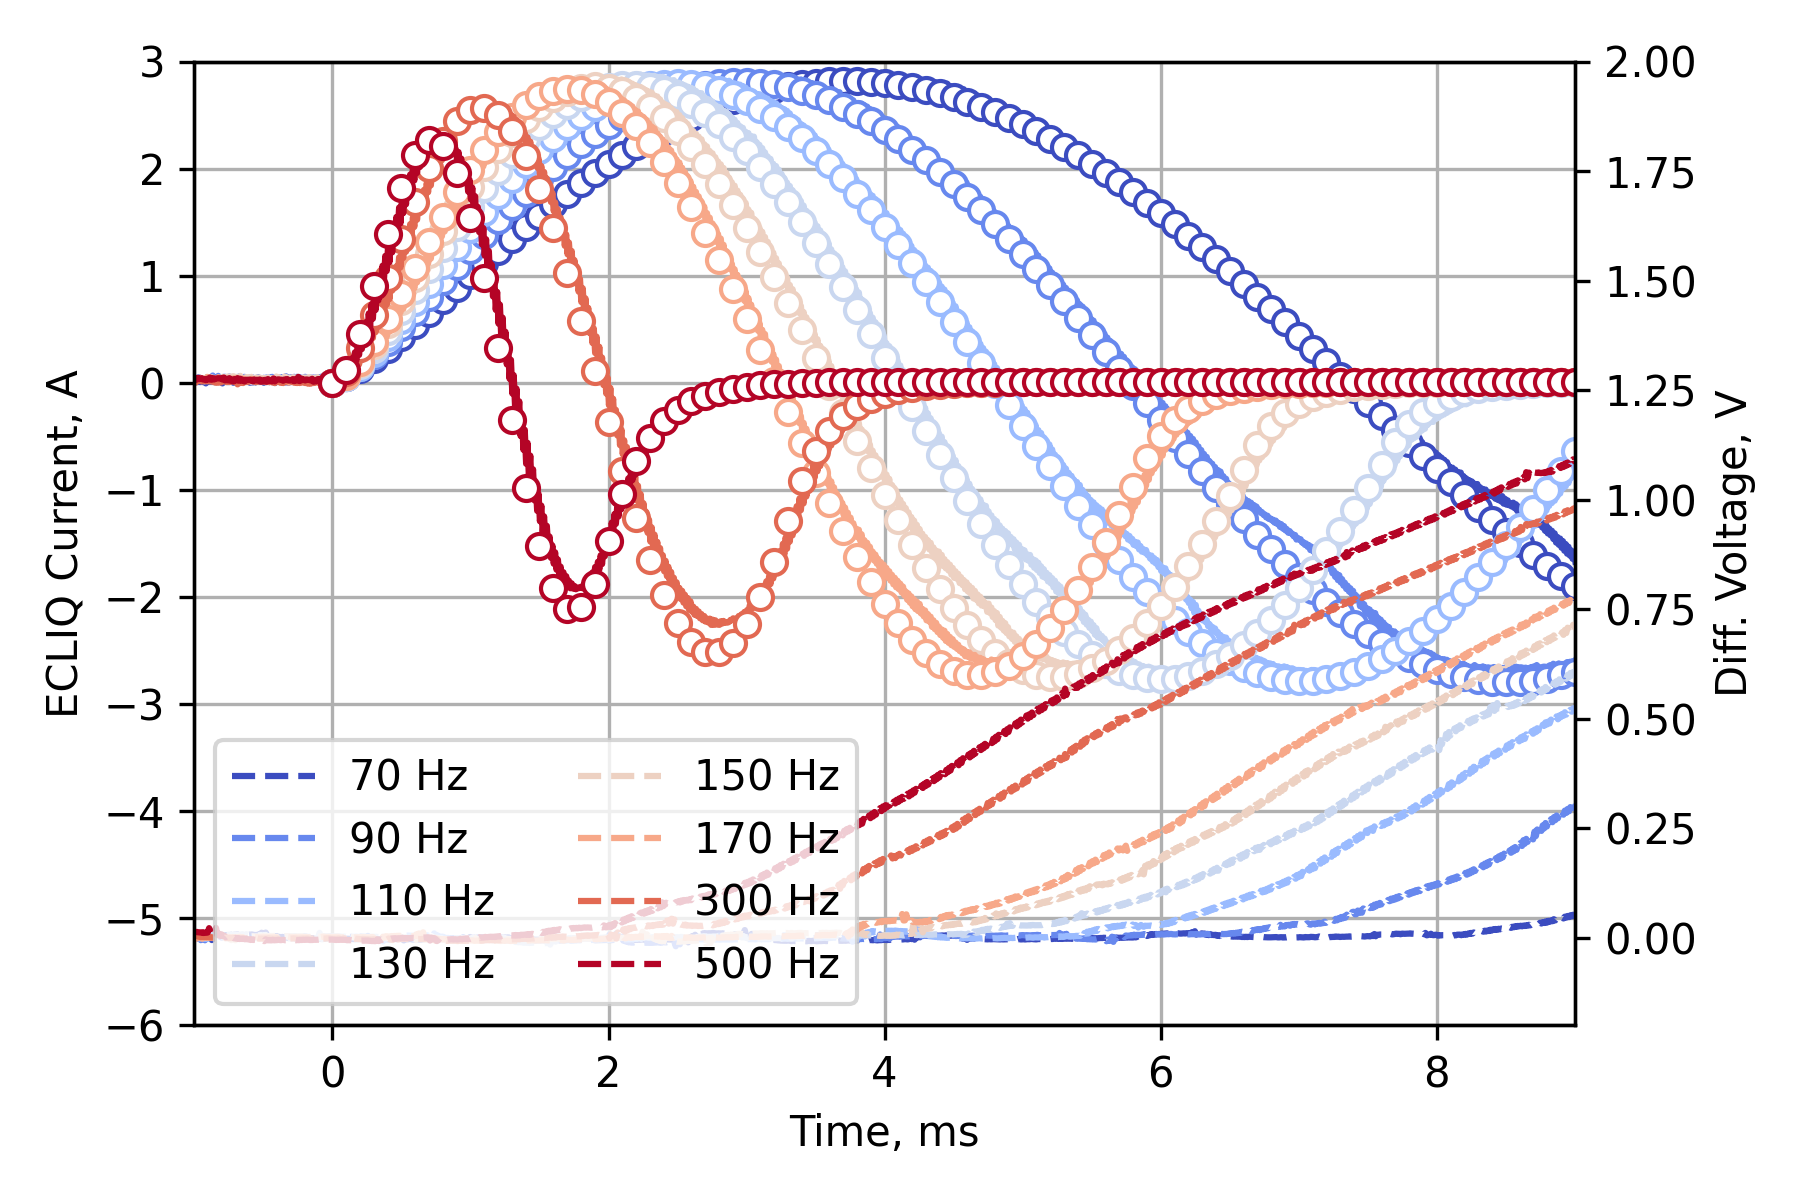 3
2
1
0
−1
−2
−3
−4
−5
−6
ECLIQ Current, A
2.00
1.75
1.50
1.25
1.00
0.75
0.50
0.25
0.00
Diff. Voltage, V
70 Hz
90 Hz
110 Hz
130 Hz
150 Hz
170 Hz
300 Hz
500 Hz
0 2 4 6 8
Time, ms